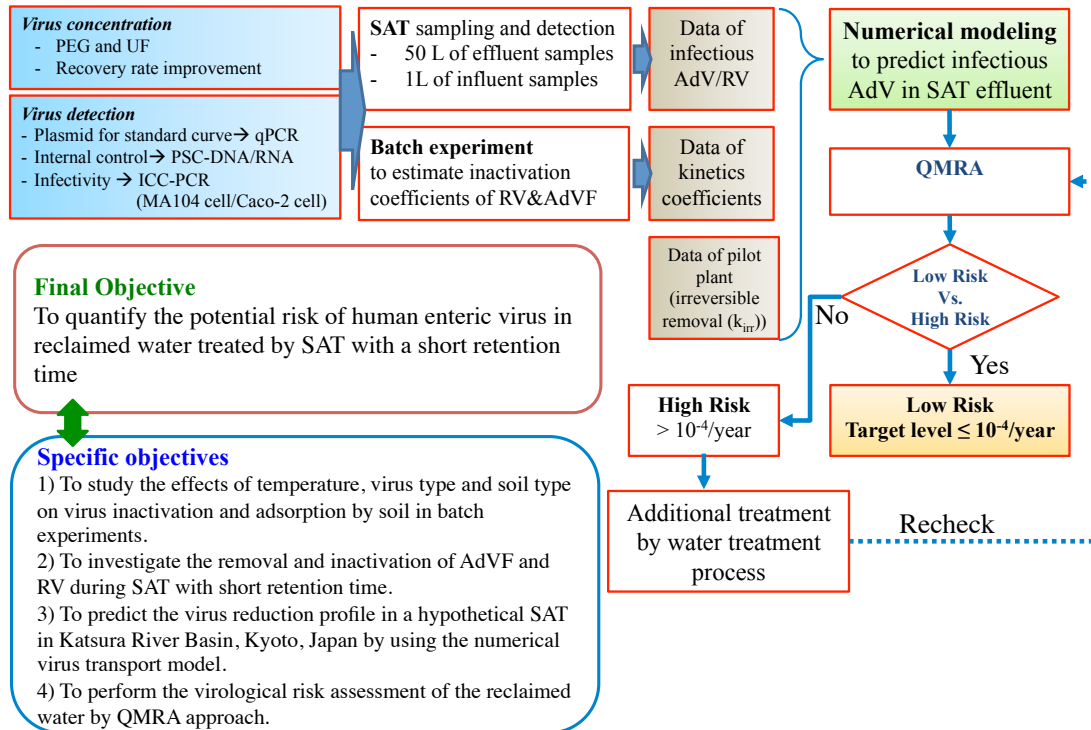 Virus concentration
- PEG and UF
- Recovery rate improvement
Virus detection
- Plasmid for standard curve→ qPCR
- Internal control→ PSC-DNA/RNA
- Infectivity → ICC-PCR
(MA104 cell/Caco-2 cell)
SAT sampling and detection
- 50 L of effluent samples
- 1L of influent samples
Batch experiment
to estimate inactivation
coefficients of RV&AdVF
Data of
infectious
AdV/RV
Data of
kinetics
coefficients
Data of pilot
plant
(irreversible
removal (kirr))
Numerical modeling
to predict infectious
AdV in SAT effluent
QMRA
Low Risk
Vs.
High Risk
No
Yes
High Risk
> 10-4/year
Low Risk
Target level ≤ 10-4/year
Additional treatment
by water treatment
process
Recheck
Final Objective
To quantify the potential risk of human enteric virus in
reclaimed water treated by SAT with a short retention
time
Specific objectives
1) To study the effects of temperature, virus type and soil type
on virus inactivation and adsorption by soil in batch
experiments.
2) To investigate the removal and inactivation of AdVF and
RV during SAT with short retention time.
3) To predict the virus reduction profile in a hypothetical SAT
in Katsura River Basin, Kyoto, Japan by using the numerical
virus transport model.
4) To perform the virological risk assessment of the reclaimed
water by QMRA approach.